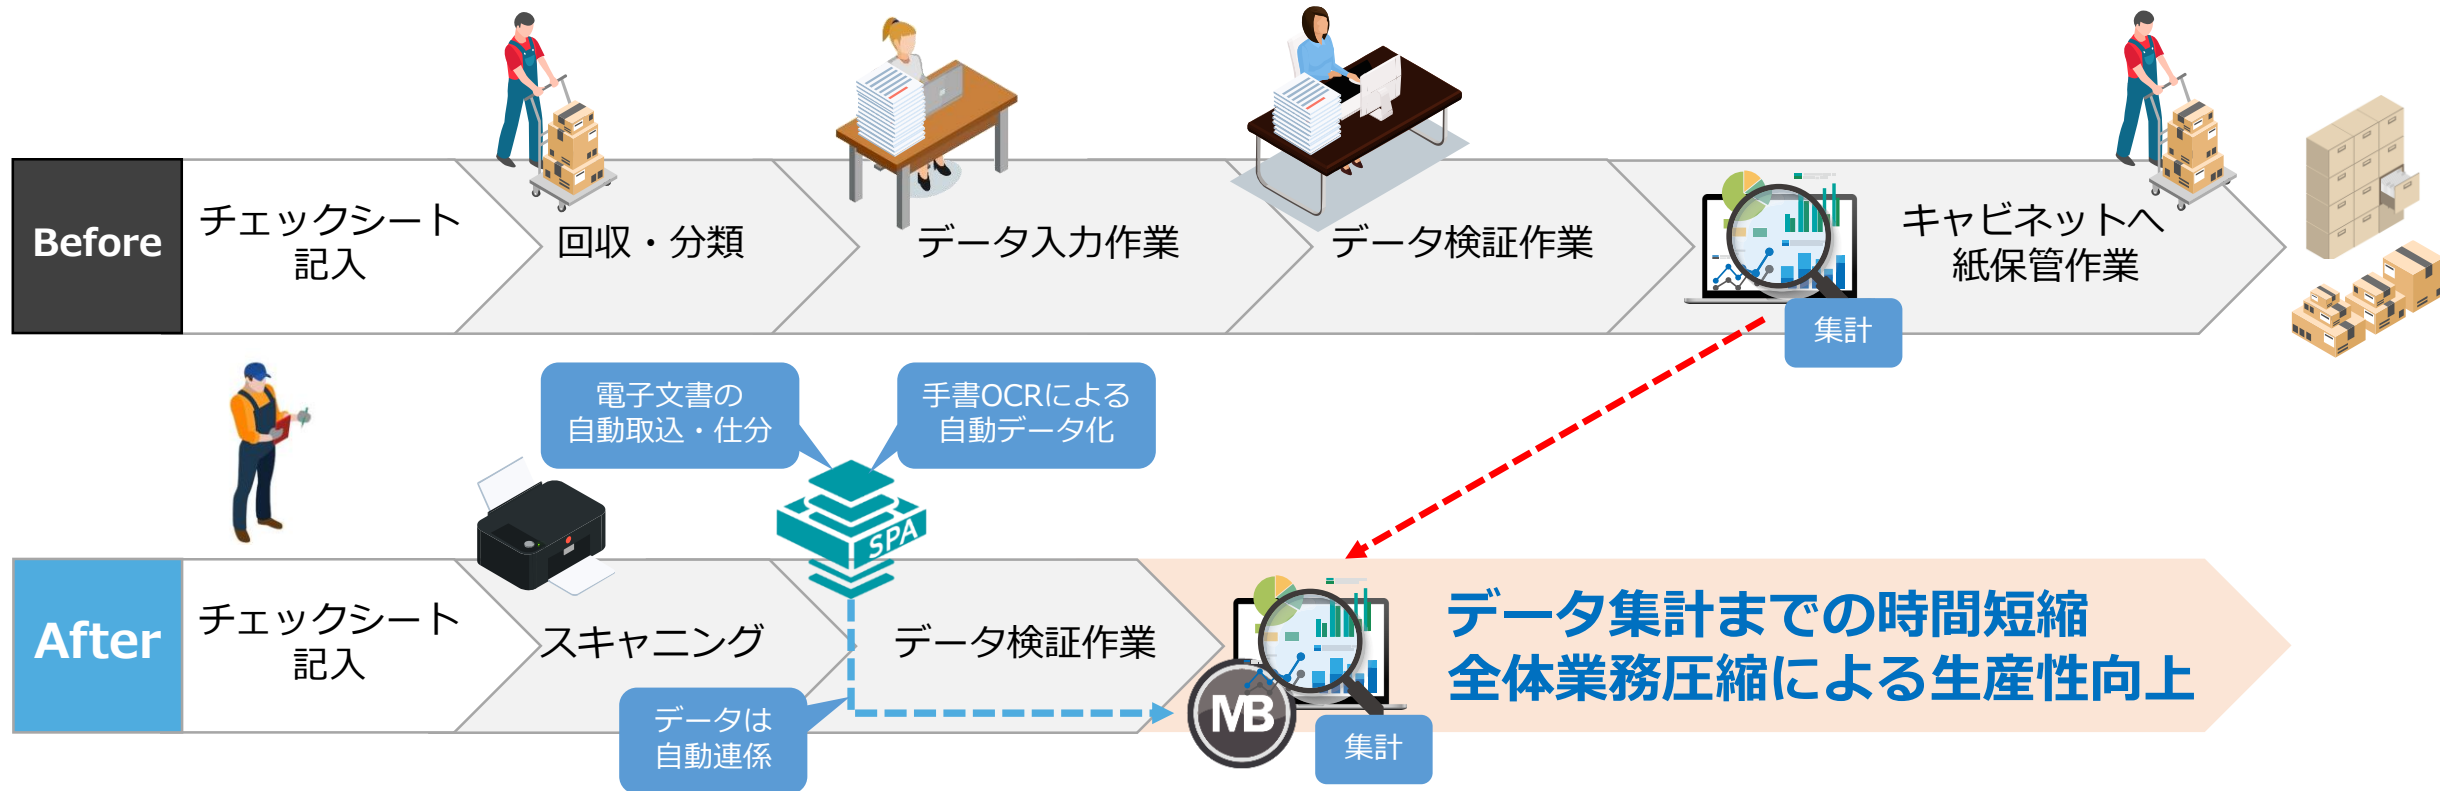 Before
チェックシート
記入
回収・分類
データ入力作業
データ検証作業
集計
キャビネットへ
紙保管作業
電子文書の
自動取込・仕分
手書OCRによる
自動データ化
SPA
After
チェックシート
記入
スキャニング
データ検証作業
データは
自動連係
MB
集計
データ集計までの時間短縮
全体業務圧縮による生産性向上